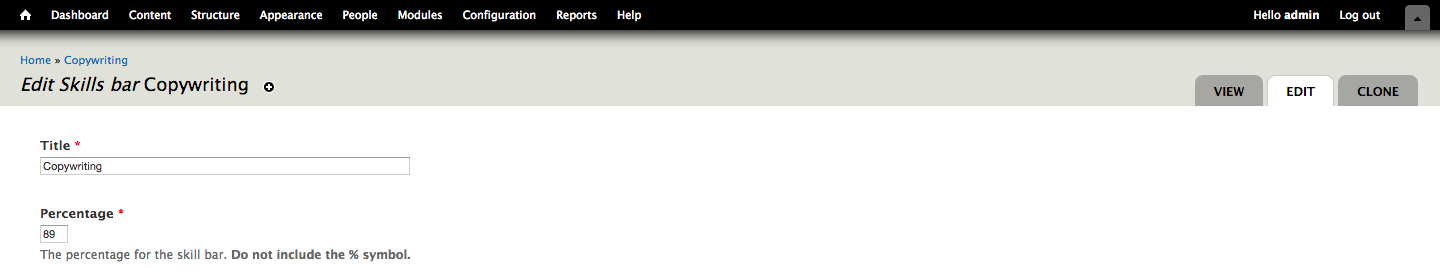 Dashboard Content Structure Appearance People Modules Configuration Reports Help Hello admin Log out
Home » Copywriting
Edit Skills bar Copywriting
VIEW EDIT CLONE
Title *
Copywriting
Percentage *
89
The percentage for the skill bar. Do not include the % symbol.